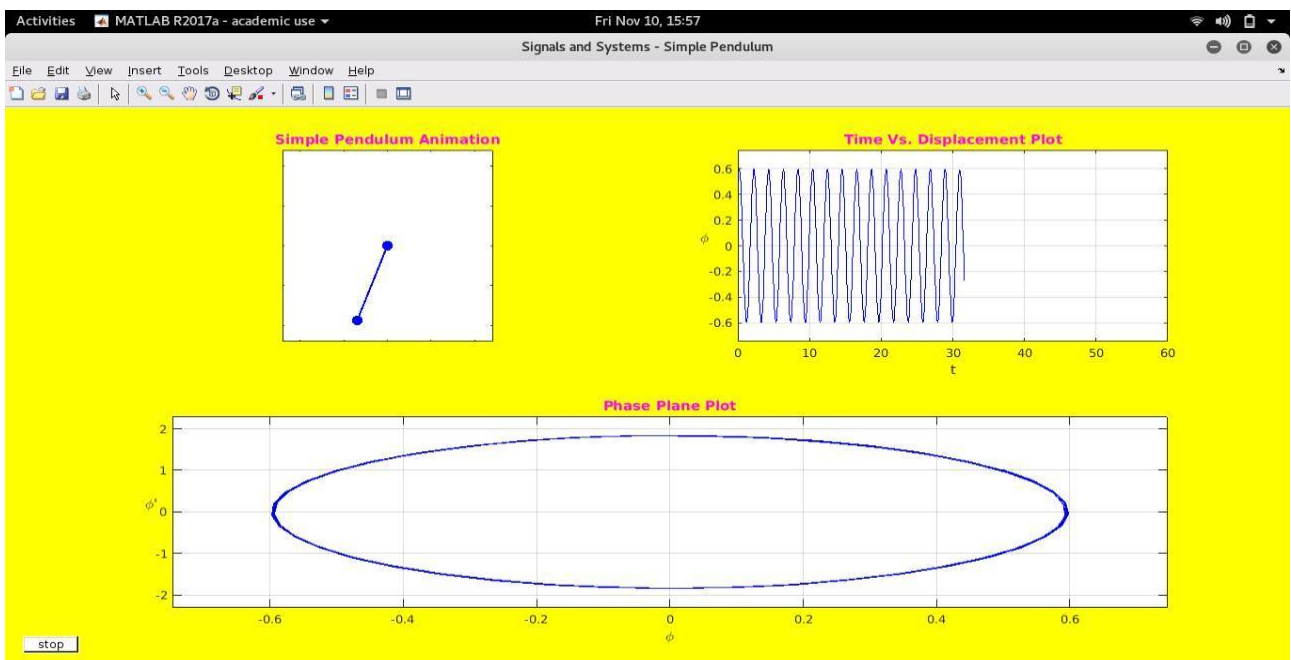 Activities MATLAB R2017a - academic use Fri Nov 10, 15:57
Signals and Systems - Simple Pendulum
File Edit View Insert Tools Desktop Window Help
Simple Pendulum Animation
Time Vs. Displacement Plot
0.6
0.4
0.2
ϕ
0
-0.2
-0.4
-0.6
0 10 20 30 40 50 60
t
Phase Plane Plot
2
1
ϕ'
0
-1
-2
-0.6 -0.4 -0.2 0 0.2 0.4 0.6
ϕ
stop